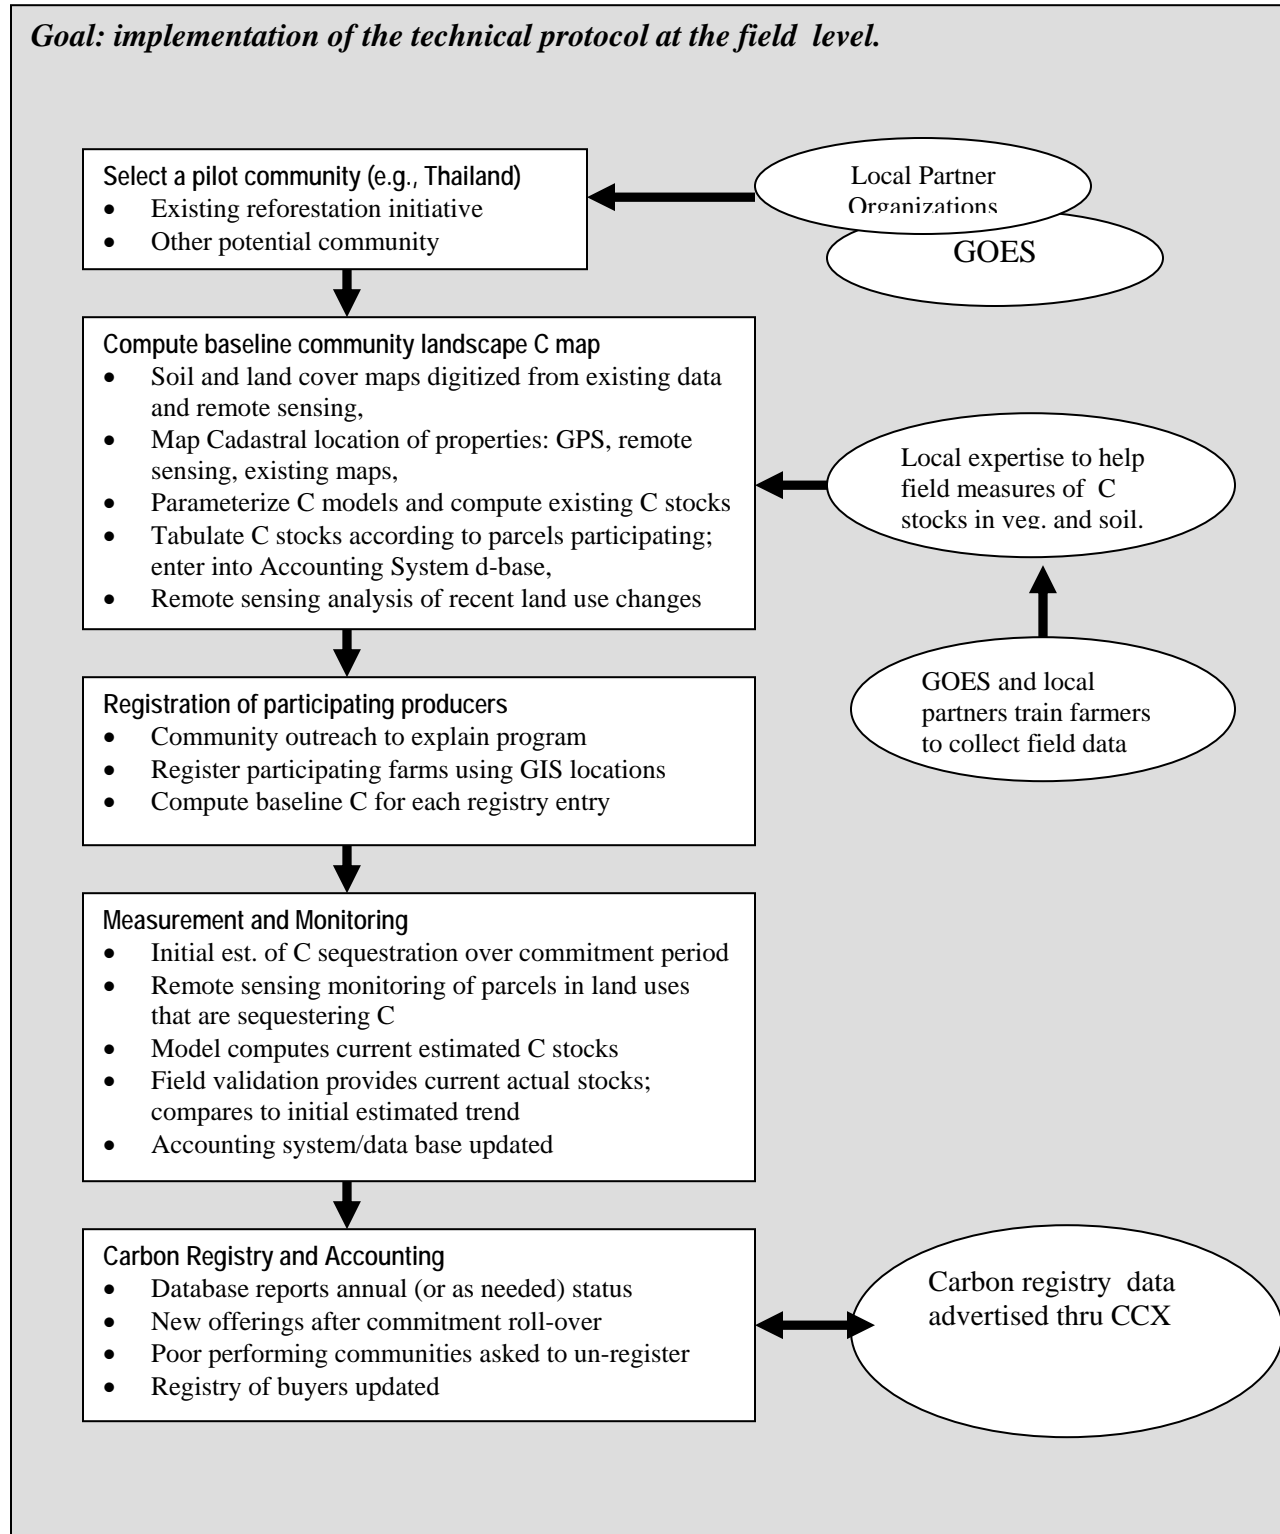 Goal: implementation of the technical protocol at the field level.
Select a pilot community (e.g., Thailand)
• Existing reforestation initiative
• Other potential community
Local Partner
Organizations
GOES
Compute baseline community landscape C map
• Soil and land cover maps digitized from existing data
and remote sensing,
• Map Cadastral location of properties: GPS, remote
sensing, existing maps,
• Parameterize C models and compute existing C stocks
• Tabulate C stocks according to parcels participating;
enter into Accounting System d-base,
• Remote sensing analysis of recent land use changes
Local expertise to help
field measures of C
stocks in veg. and soil.
GOES and local
partners train farmers
to collect field data
Registration of participating producers
• Community outreach to explain program
• Register participating farms using GIS locations
• Compute baseline C for each registry entry
Measurement and Monitoring
• Initial est. of C sequestration over commitment period
• Remote sensing monitoring of parcels in land uses
that are sequestering C
• Model computes current estimated C stocks
• Field validation provides current actual stocks;
compares to initial estimated trend
• Accounting system/data base updated
Carbon Registry and Accounting
• Database reports annual (or as needed) status
• New offerings after commitment roll-over
• Poor performing communities asked to un-register
• Registry of buyers updated
Carbon registry data
advertised thru CCX